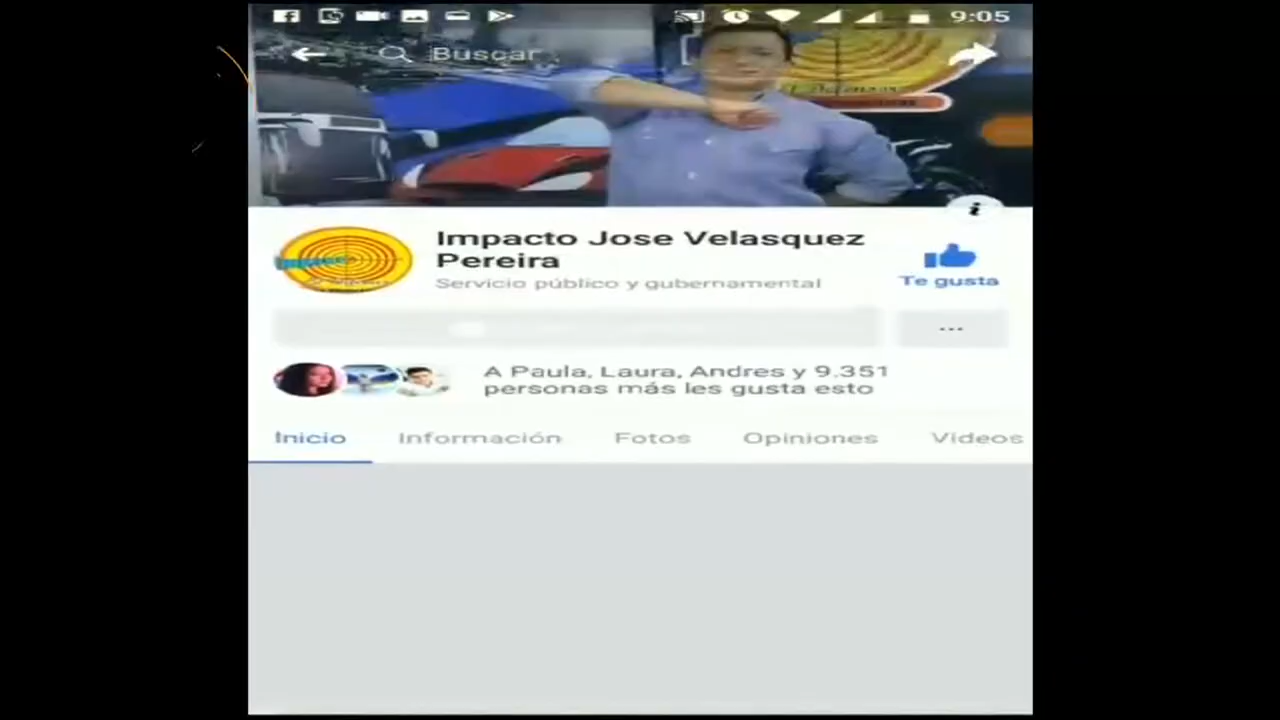 9:05
Buscar
Impacto Jose Velasquez
Pereira
Te gusta
Servicio público y gubernamental
...
A Paula, Laura, Andres y 9.351
personas más les gusta esto
Inicio Información Fotos Opiniones Videos